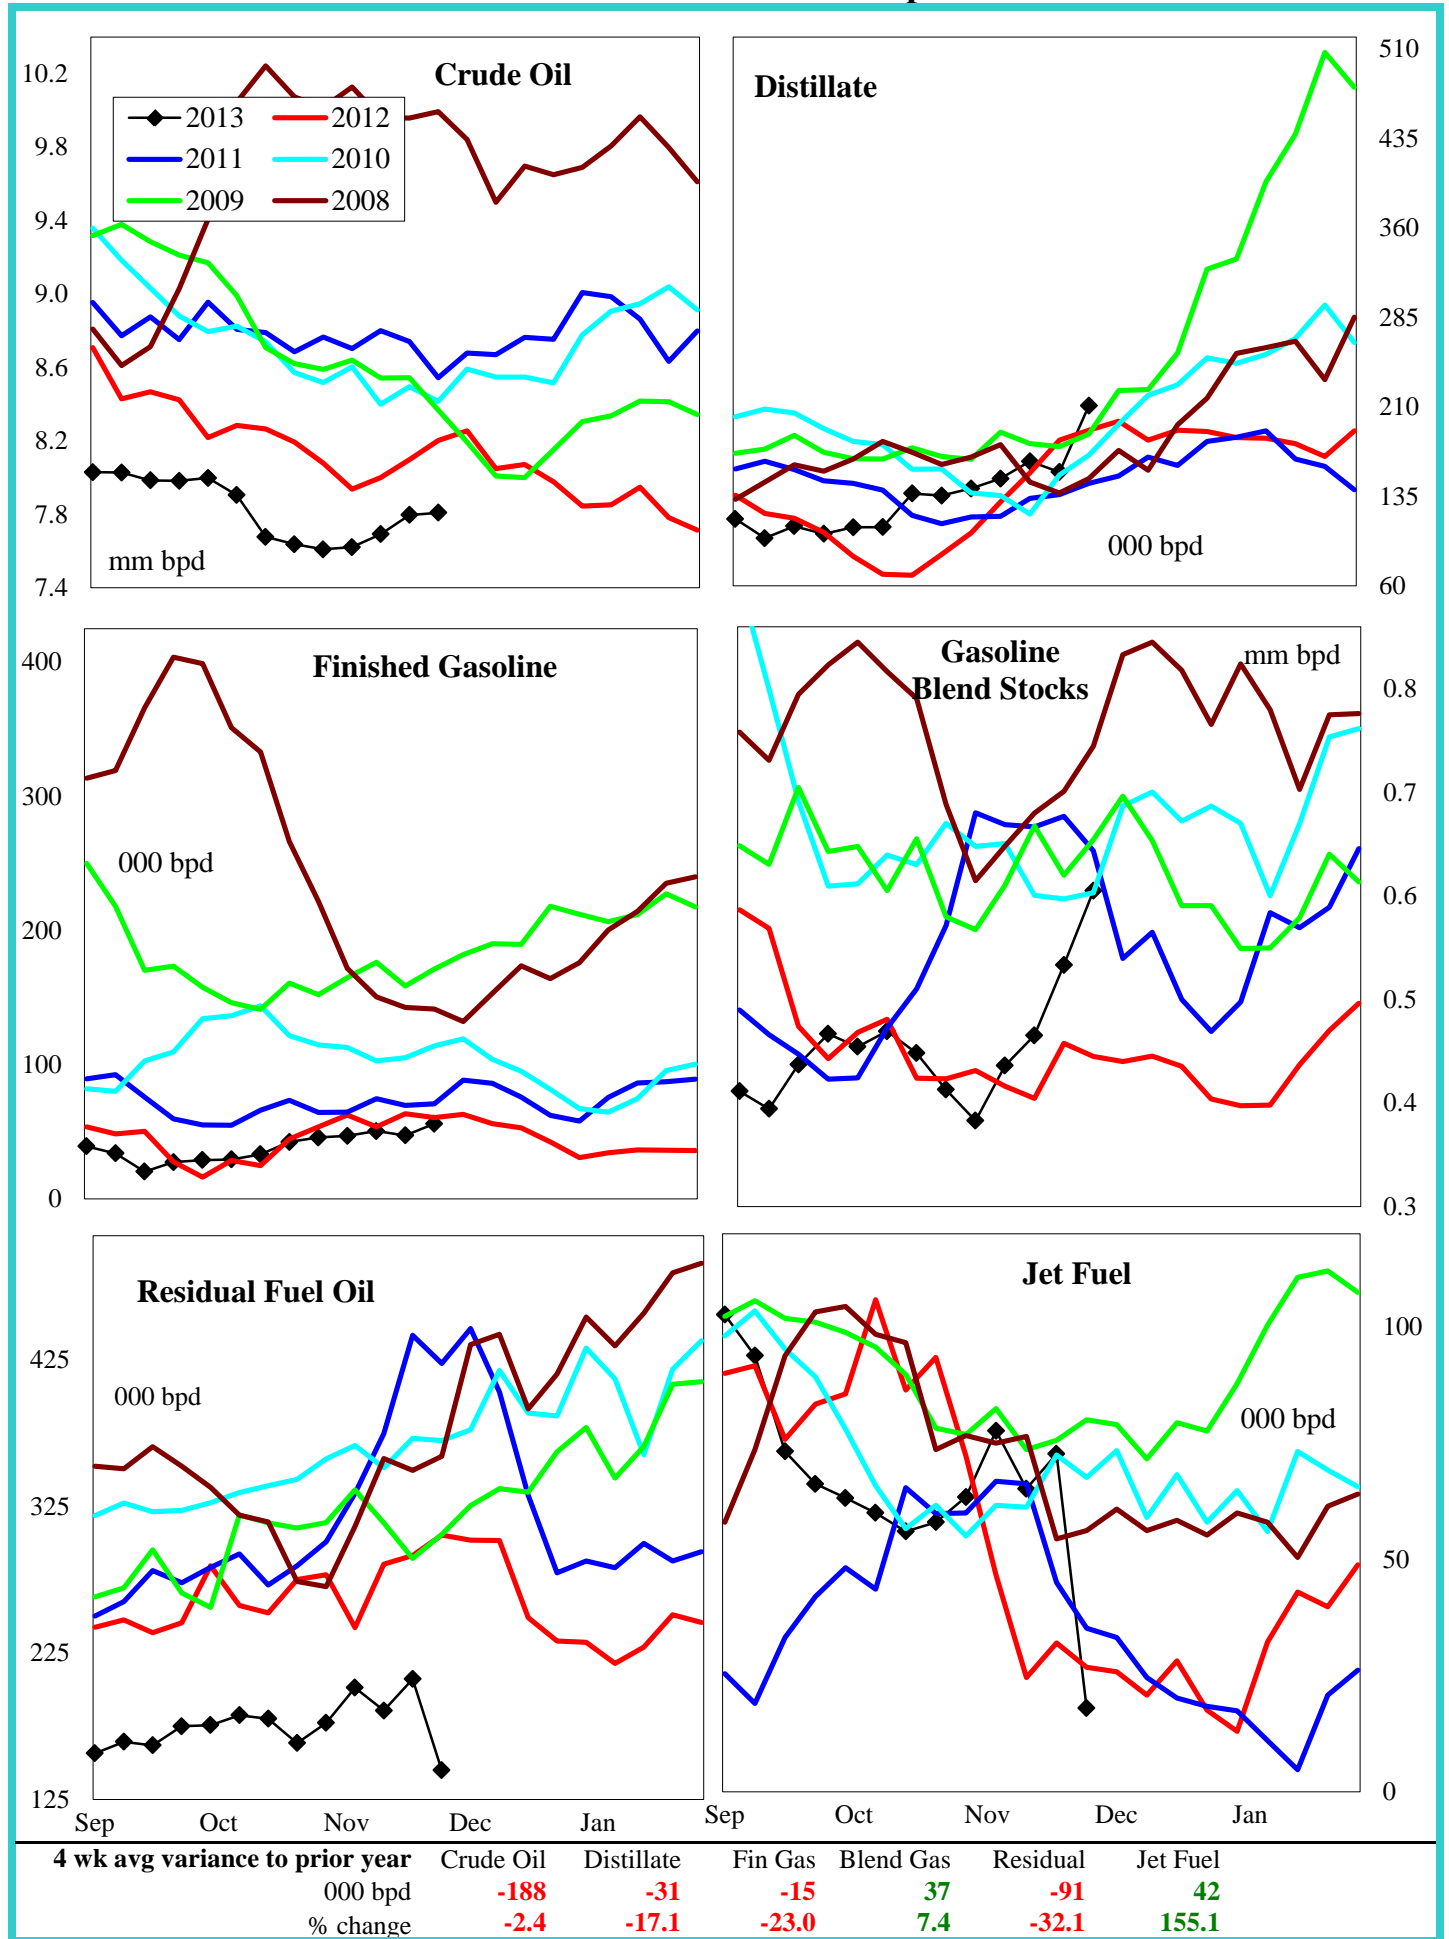 Crude Oil
10.2
9.8
9.4
9.0
8.6
8.2
7.8
7.4
2013 2012
2011 2010
2009 2008
mm bpd
Distillate
510
435
360
285
210
135
60
000 bpd
Finished Gasoline
400
300
200
100
0
000 bpd
Gasoline
Blend Stocks
mm bpd
0.8
0.7
0.6
0.5
0.4
0.3
Residual Fuel Oil
425
325
225
125
000 bpd
Sep Oct Nov Dec Jan
Jet Fuel
100
50
0
000 bpd
Sep Oct Nov Dec Jan
4 wk avg variance to prior year Crude Oil Distillate Fin Gas Blend Gas Residual Jet Fuel
000 bpd -188 -31 -15 37 -91 42
% change -2.4 -17.1 -23.0 7.4 -32.1 155.1